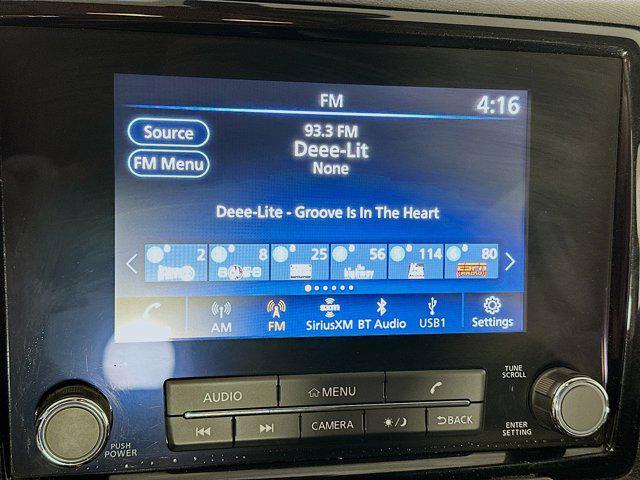 FM
4:16
Source
93.3 FM
Deee-Lit
FM Menu
None
Deee-Lite - Groove Is In The Heart
2 8 25 56 114 80
ESPN
AM FM SiriusXM BT Audio USB1 Settings
AUDIO MENU
CAMERA BACK
TUNE
SCROLL
PUSH
POWER
ENTER
SETTING